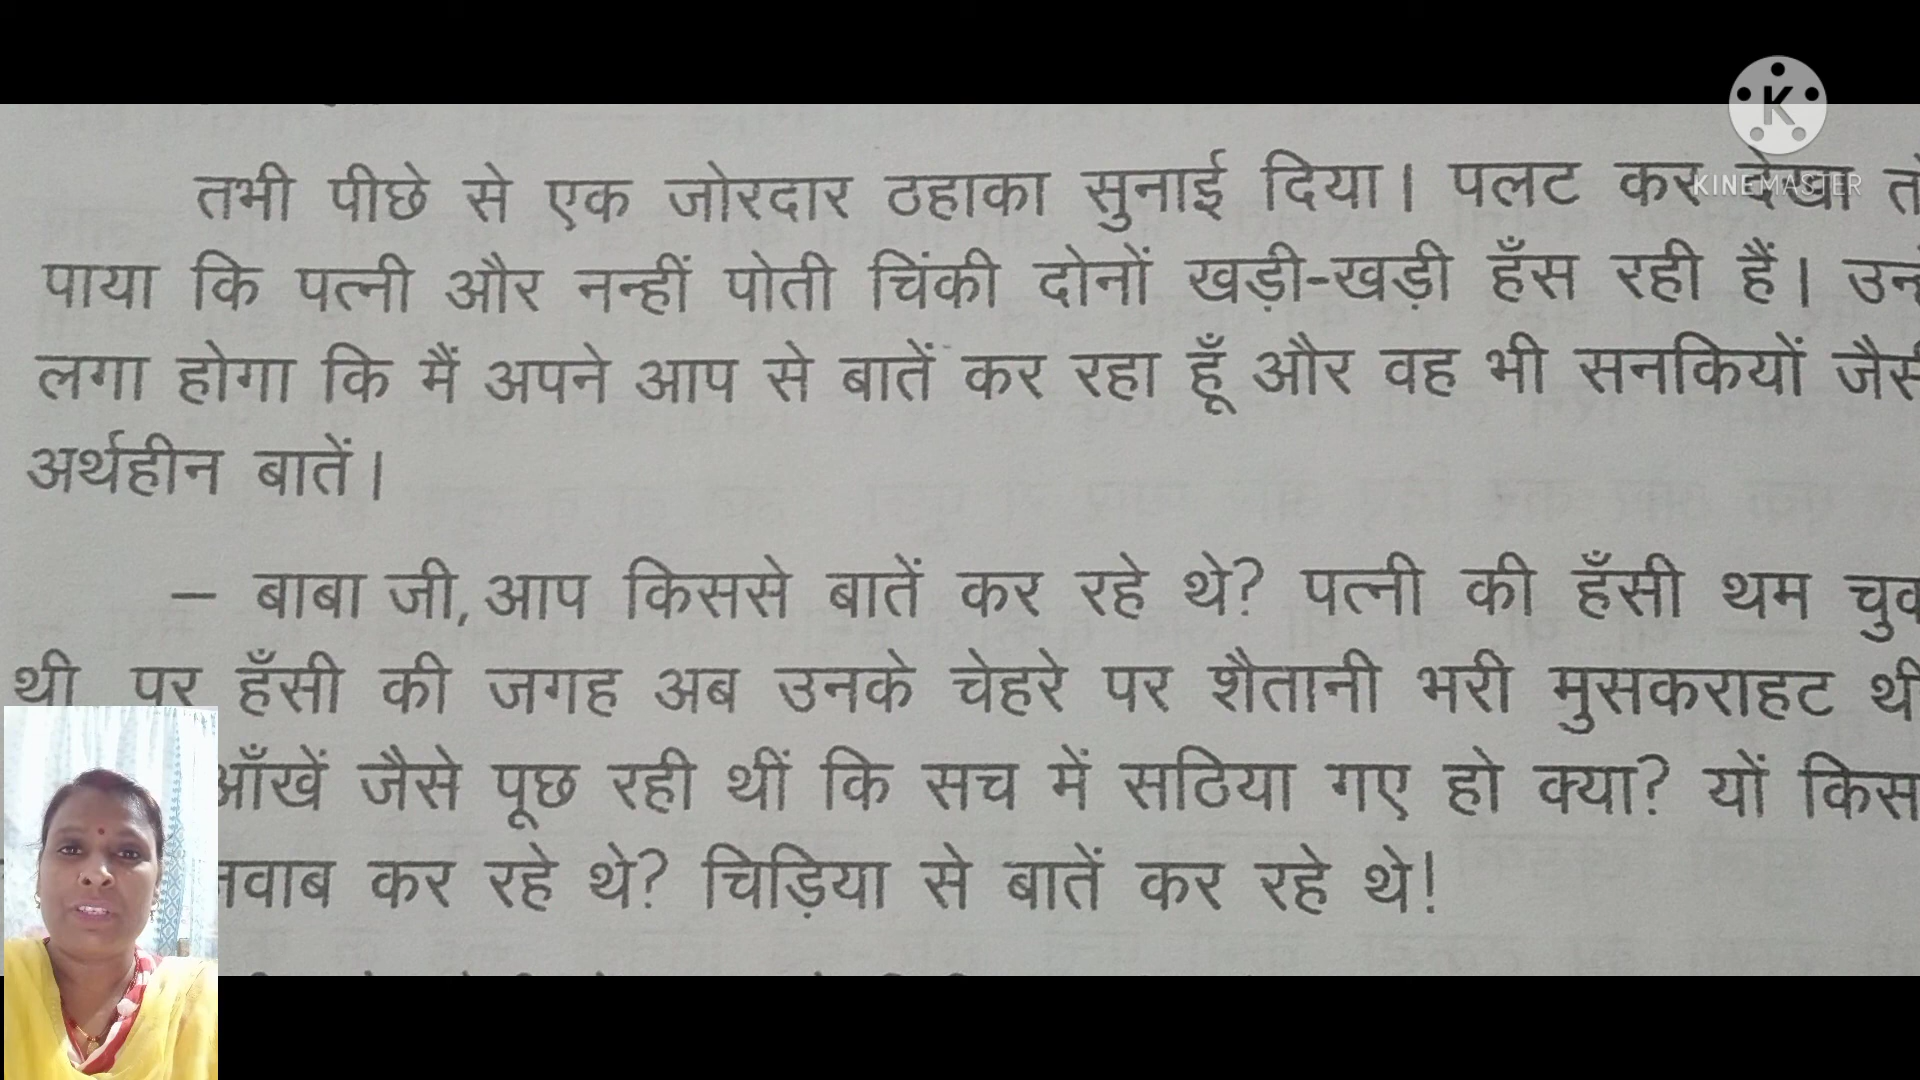 KINEMASTER
तभी पीछे से एक जोरदार ठहाका सुनाई दिया। पलट कर देखा
पाया कि पत्नी और नन्हीं पोती चिंकी दोनों खड़ी-खड़ी हँस रही हैं।
लगा होगा कि मैं अपने आप से बातें कर रहा हूँ और वह भी सनकियों
अर्थहीन बातें।
– बाबा जी, आप किससे बातें कर रहे थे? पत्नी की हँसी थम
थी पर हँसी की जगह अब उनके चेहरे पर शैतानी भरी मुसकराहट थी
आँखें जैसे पूछ रही थीं कि सच में सठिया गए हो क्या? यों
कर रहे थे? चिड़िया से बातें कर रहे थे!